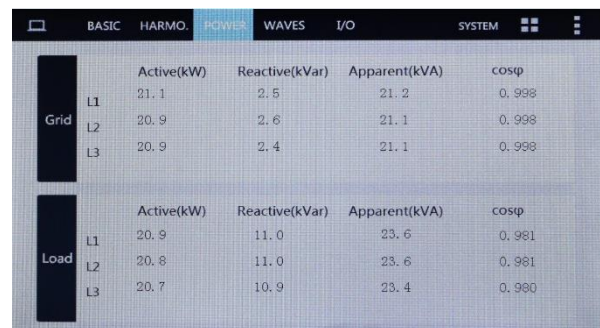 BASIC HARMO. POWER WAVES I/O SYSTEM
Active(kW) Reactive(kVar) Apparent(kVA) cosφ
L1 21.1 2.5 21.2 0.998
Grid L2 20.9 2.6 21.1 0.998
L3 20.9 2.4 21.1 0.998
Active(kW) Reactive(kVar) Apparent(kVA) cosφ
L1 20.9 11.0 23.6 0.981
Load L2 20.8 11.0 23.6 0.981
L3 20.7 10.9 23.4 0.980